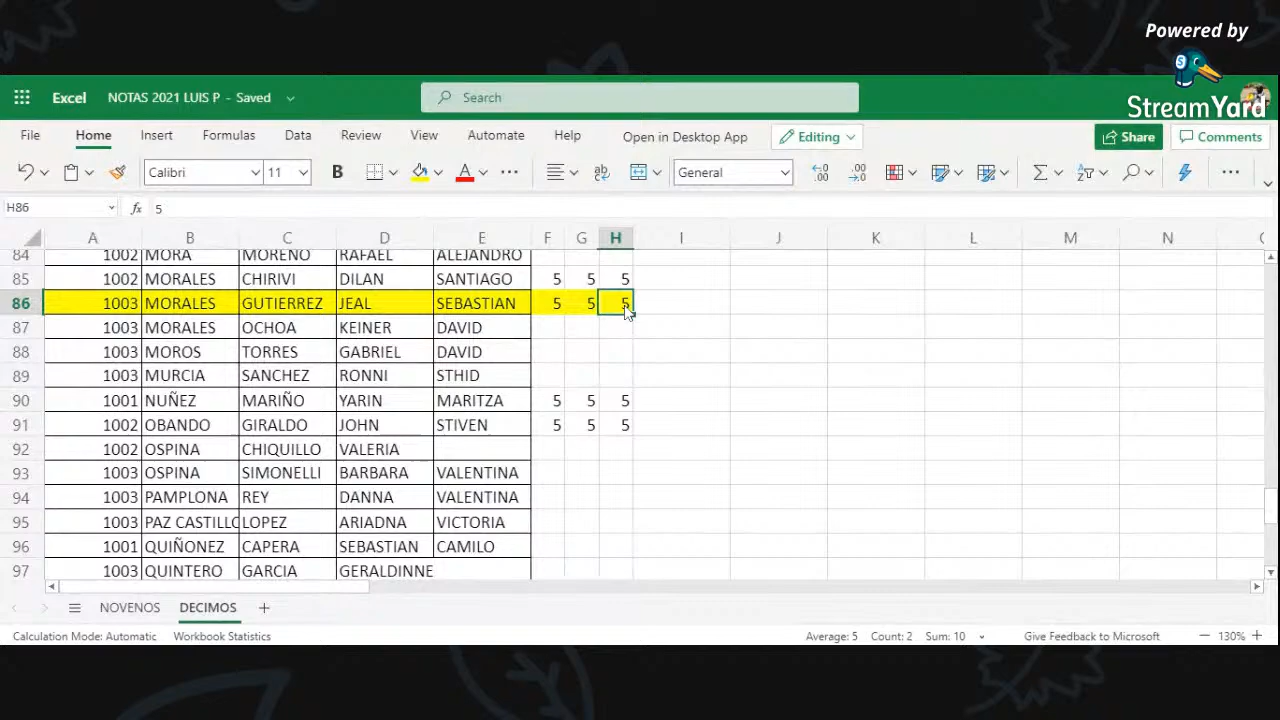 Powered by
StreamYard
Excel NOTAS 2021 LUIS P - Saved Search
File Home Insert Formulas Data Review View Automate Help Open in Desktop App Editing Share Comments
Calibri 11 B A ab General .00 .00
H86 fx 5
A B C D E F G H I J K L M N
84 1002 MORA MORENO RAFAEL ALEJANDRO
85 1002 MORALES CHIRIVI DILAN SANTIAGO 5 5 5
86 1003 MORALES GUTIERREZ JEAL SEBASTIAN 5 5 5
87 1003 MORALES OCHOA KEINER DAVID
88 1003 MOROS TORRES GABRIEL DAVID
89 1003 MURCIA SANCHEZ RONNI STHID
90 1001 NUÑEZ MARIÑO YARIN MARITZA 5 5 5
91 1002 OBANDO GIRALDO JOHN STIVEN 5 5 5
92 1002 OSPINA CHIQUILLO VALERIA
93 1003 OSPINA SIMONELLI BARBARA VALENTINA
94 1003 PAMPLONA REY DANNA VALENTINA
95 1003 PAZ CASTILLO LOPEZ ARIADNA VICTORIA
96 1001 QUIÑONEZ CAPERA SEBASTIAN CAMILO
97 1003 QUINTERO GARCIA GERALDINNE
NOVENOS DECIMOS
Calculation Mode: Automatic Workbook Statistics Average: 5 Count: 2 Sum: 10 Give Feedback to Microsoft 130%